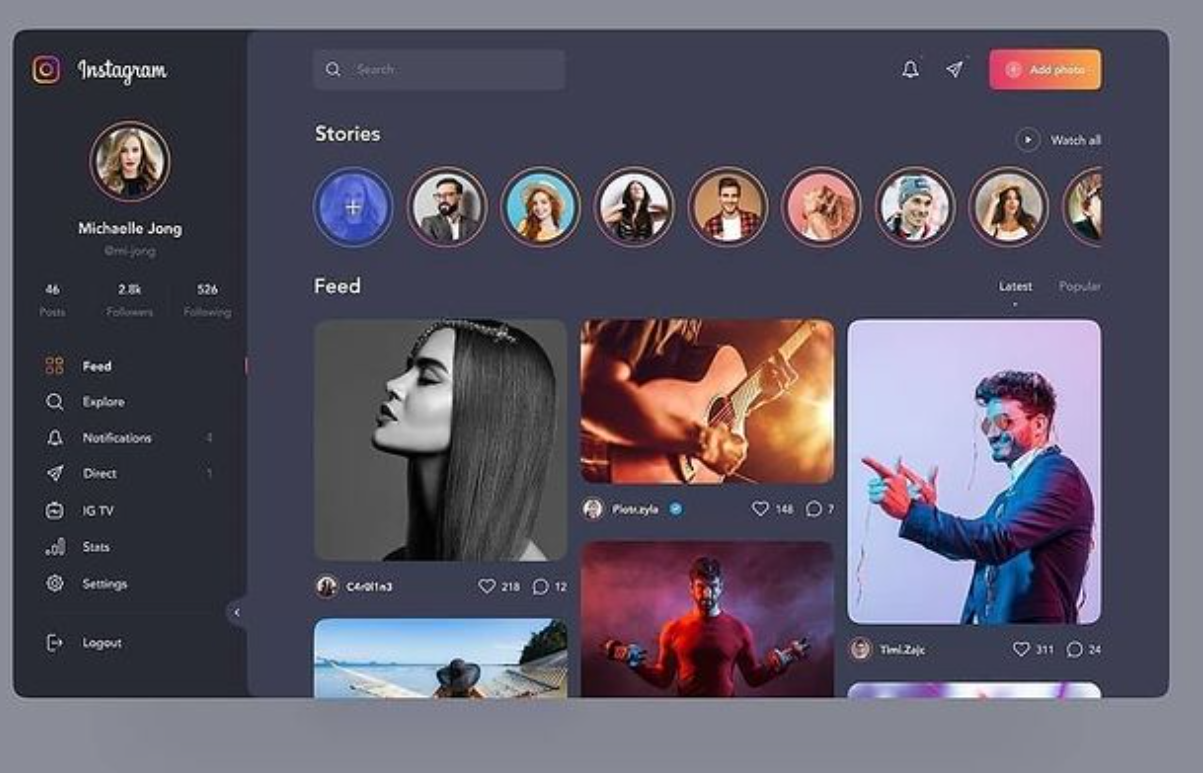 Instagram
Michaelle Jong
@mi-jong
46 2.8k 526
Posts Followers Following
Feed
Explore
Notifications 4
Direct 1
IG TV
Stats
Settings
Logout
Search
Add photo
Stories
Watch all
Feed
Latest Popular
C4r0l1n3 218 12
Piotr.zyla 148 7
Timi.Zajc 311 24